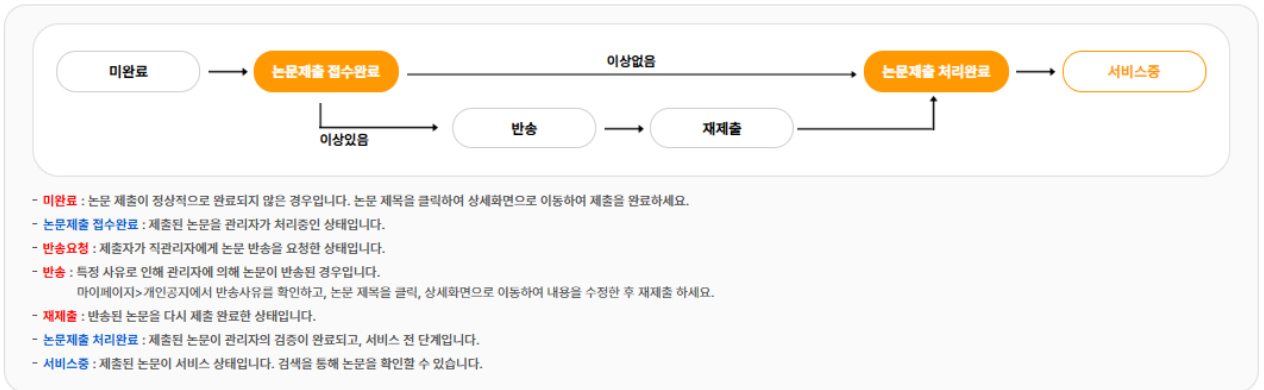 미완료
논문제출 접수완료
이상없음
논문제출 처리완료
서비스중
이상있음
반송
재제출
- 미완료 : 논문 제출이 정상적으로 완료되지 않은 경우입니다. 논문 제목을 클릭하여 상세화면으로 이동하여 제출을 완료하세요.
- 논문제출 접수완료 : 제출된 논문을 관리자가 처리중인 상태입니다.
- 반송요청 : 제출자가 직관리자에게 논문 반송을 요청한 상태입니다.
- 반송 : 특정 사유로 인해 관리자에 의해 논문이 반송된 경우입니다.
마이페이지>개인공지에서 반송사유를 확인하고, 논문 제목을 클릭, 상세화면으로 이동하여 내용을 수정한 후 재제출 하세요.
- 재제출 : 반송된 논문을 다시 제출 완료한 상태입니다.
- 논문제출 처리완료 : 제출된 논문이 관리자의 검증이 완료되고, 서비스 전 단계입니다.
- 서비스중 : 제출된 논문이 서비스 상태입니다. 검색을 통해 논문을 확인할 수 있습니다.